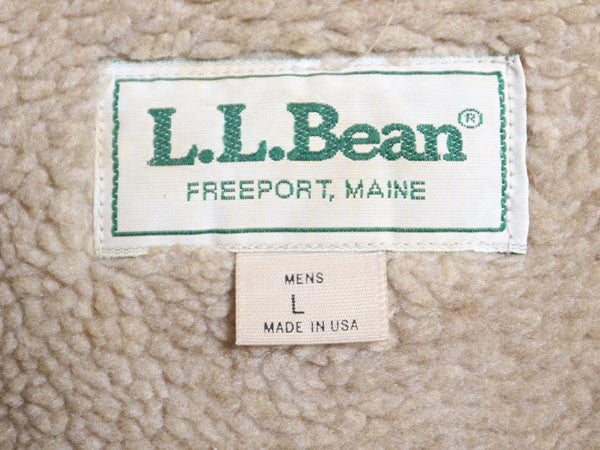 L.L.Bean®
FREEPORT, MAINE
MENS
L
MADE IN USA